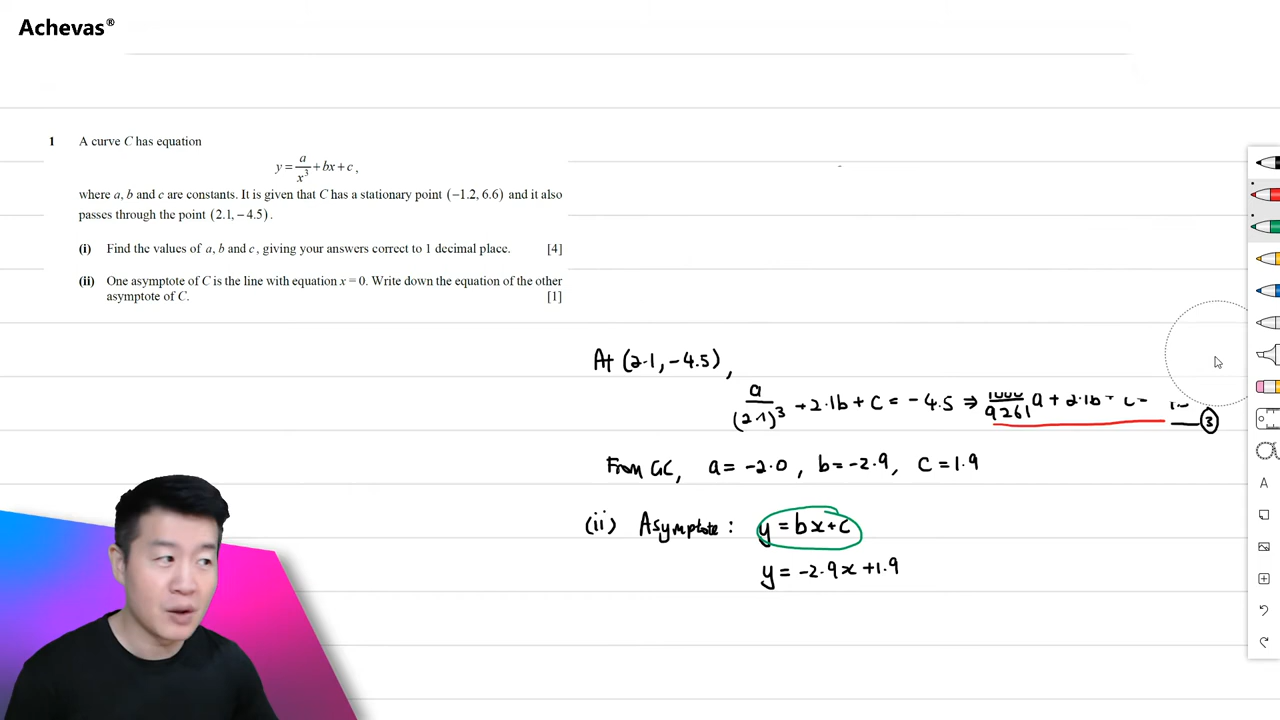 Achevas®
1 A curve C has equation
y = a/x³ + bx + c,
where a, b and c are constants. It is given that C has a stationary point (−1.2, 6.6) and it also
passes through the point (2.1, −4.5).
(i) Find the values of a, b and c, giving your answers correct to 1 decimal place. [4]
(ii) One asymptote of C is the line with equation x = 0. Write down the equation of the other
asymptote of C. [1]
At (2.1, −4.5),
a/(2.1)³ + 2.1b + c = −4.5 ⇒ 1000/9261 a + 2.1b + c = ③
From GC, a = −2.0, b = −2.9, c = 1.9
(ii) Asymptote: y = bx + c
y = −2.9x + 1.9
A